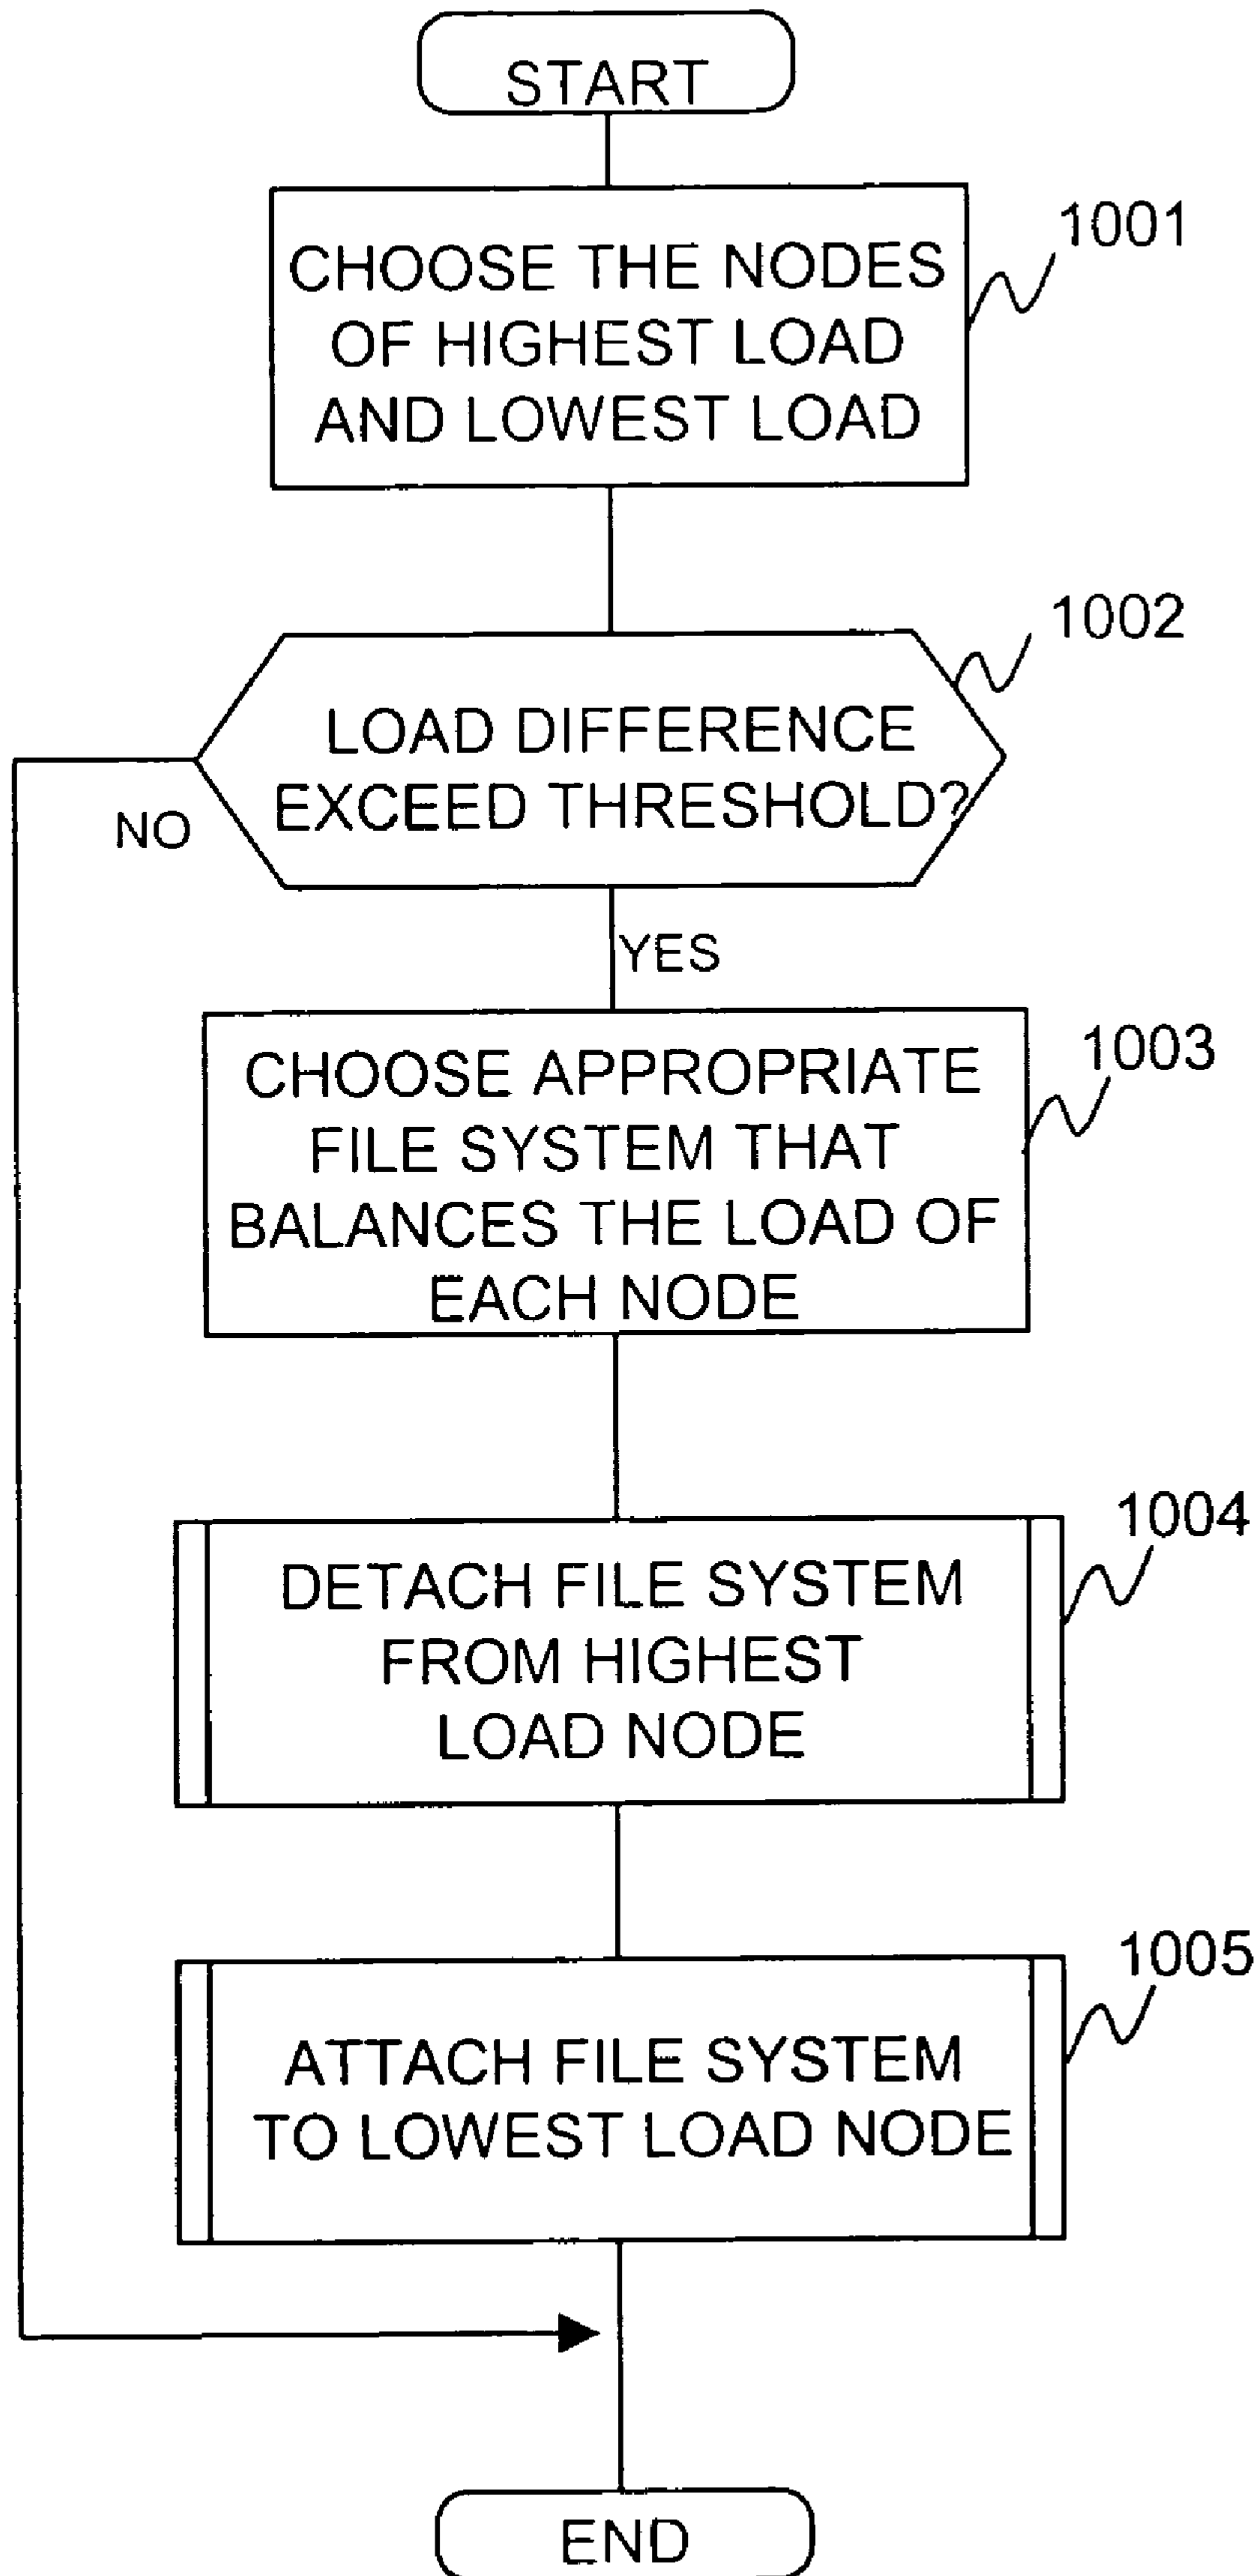 START
CHOOSE THE NODES
OF HIGHEST LOAD
AND LOWEST LOAD
1001
LOAD DIFFERENCE
EXCEED THRESHOLD?
1002
NO
YES
CHOOSE APPROPRIATE
FILE SYSTEM THAT
BALANCES THE LOAD OF
EACH NODE
1003
DETACH FILE SYSTEM
FROM HIGHEST
LOAD NODE
1004
ATTACH FILE SYSTEM
TO LOWEST LOAD NODE
1005
END